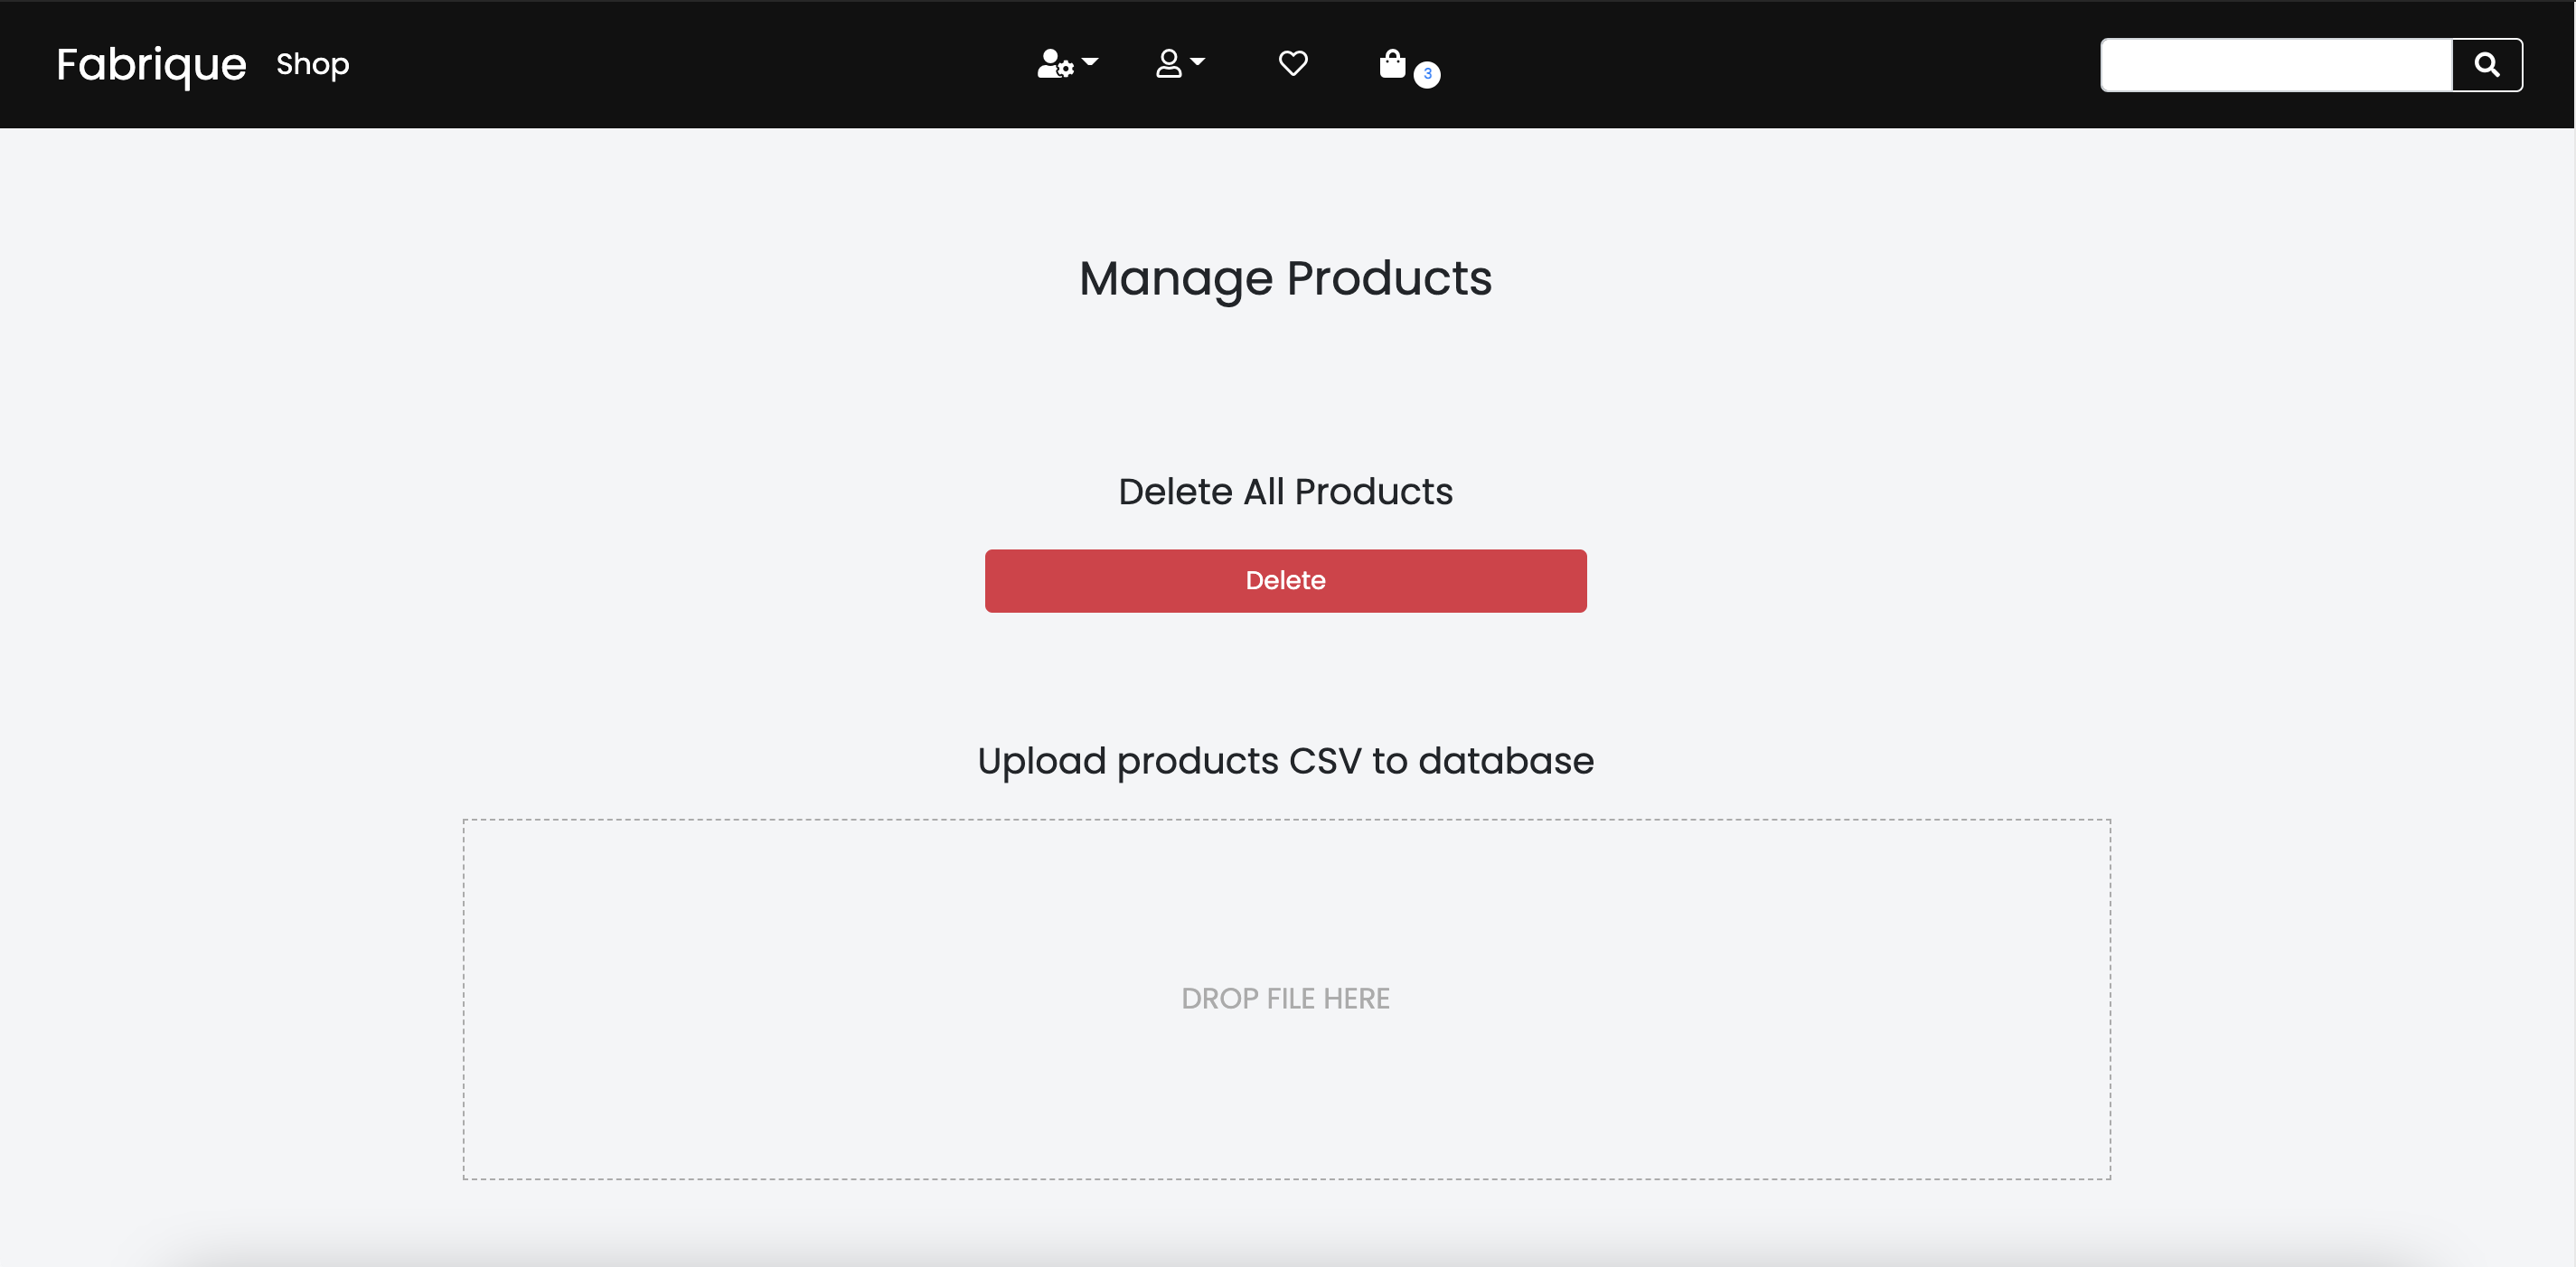 Fabrique Shop 3
Manage Products
Delete All Products
Delete
Upload products CSV to database
DROP FILE HERE